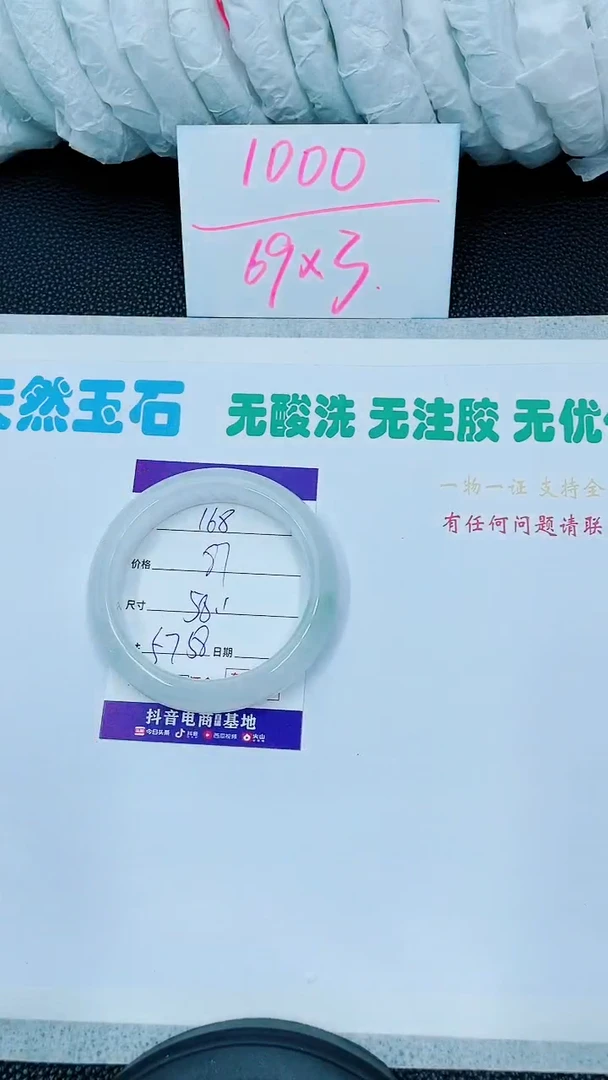 1000
69×3.
天然玉石 无酸洗 无注胶 无优
一物一证 支持全
有任何问题请联
168
价格 57
尺寸 58.1
5758 日期
抖音电商 基地
今日头条 抖音 西瓜视频 火山